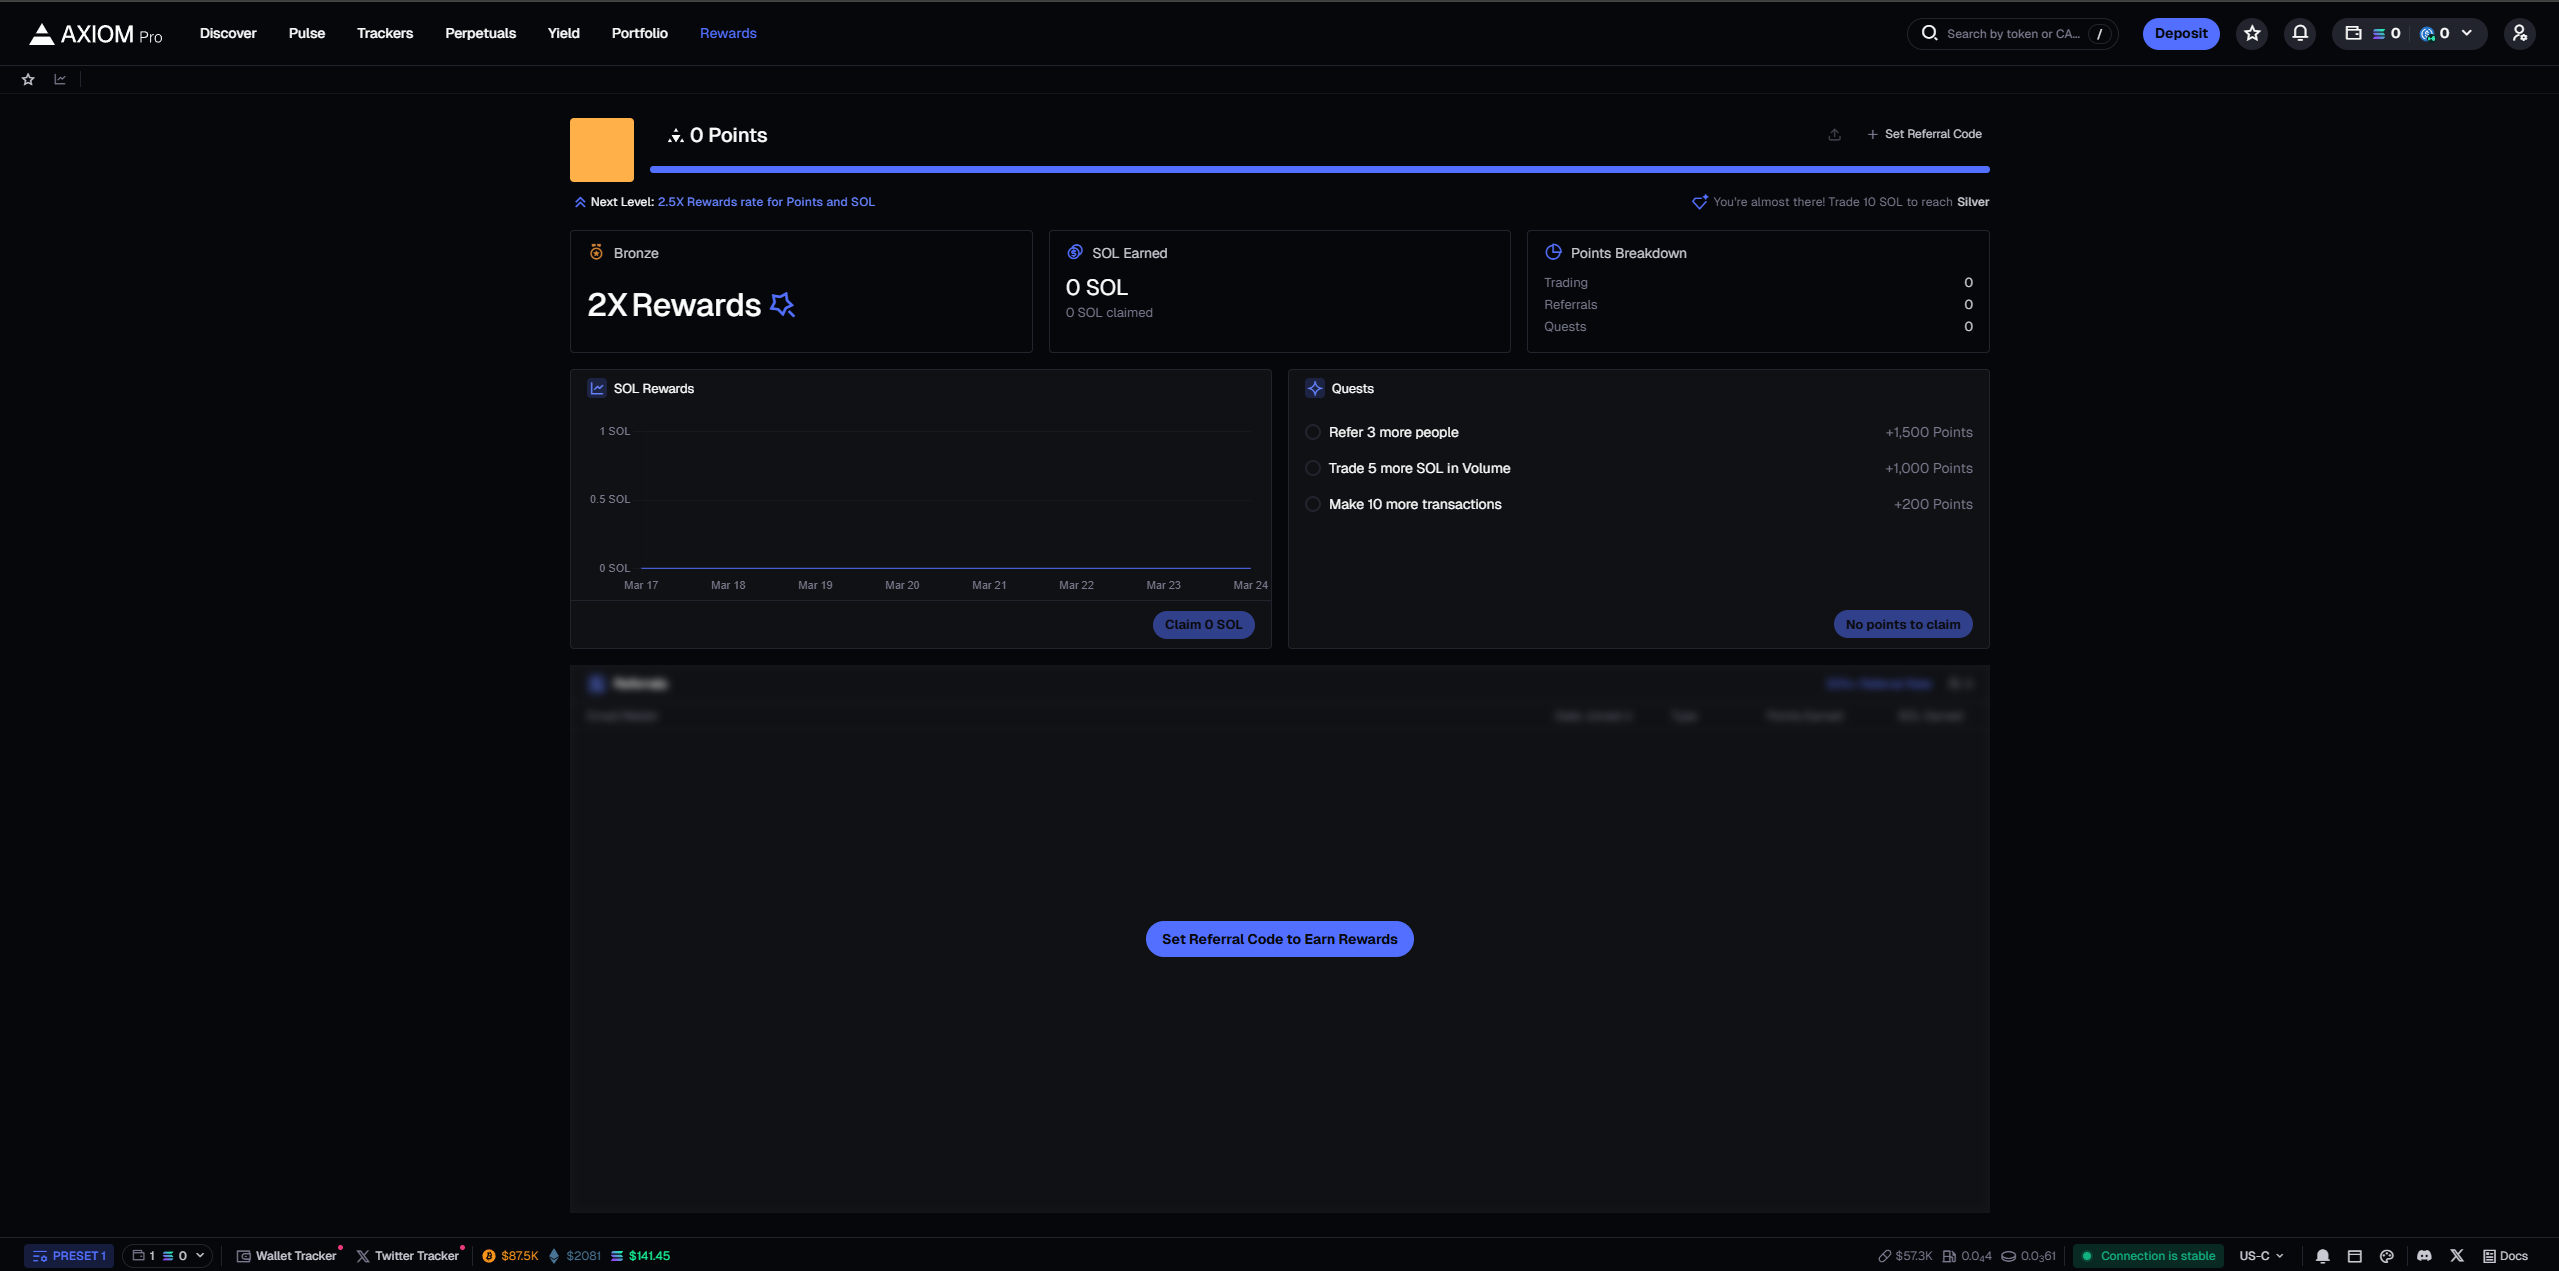 AXIOM Pro Discover Pulse Trackers Perpetuals Yield Portfolio Rewards Search by token or CA... / Deposit 0 0
0 Points
+ Set Referral Code
Next Level: 2.5X Rewards rate for Points and SOL
You're almost there! Trade 10 SOL to reach Silver
Bronze
2X Rewards
SOL Earned
0 SOL
0 SOL claimed
Points Breakdown
Trading 0
Referrals 0
Quests 0
SOL Rewards
1 SOL
0.5 SOL
0 SOL
Mar 17 Mar 18 Mar 19 Mar 20 Mar 21 Mar 22 Mar 23 Mar 24
Claim 0 SOL
Quests
Refer 3 more people +1,500 Points
Trade 5 more SOL in Volume +1,000 Points
Make 10 more transactions +200 Points
No points to claim
Referrals
Set Referral Code to Earn Rewards
PRESET 1 1 0 Wallet Tracker Twitter Tracker $87.5K $2081 $141.45 $57.3K 0.0₄4 0.0₃61 Connection is stable US-C Docs